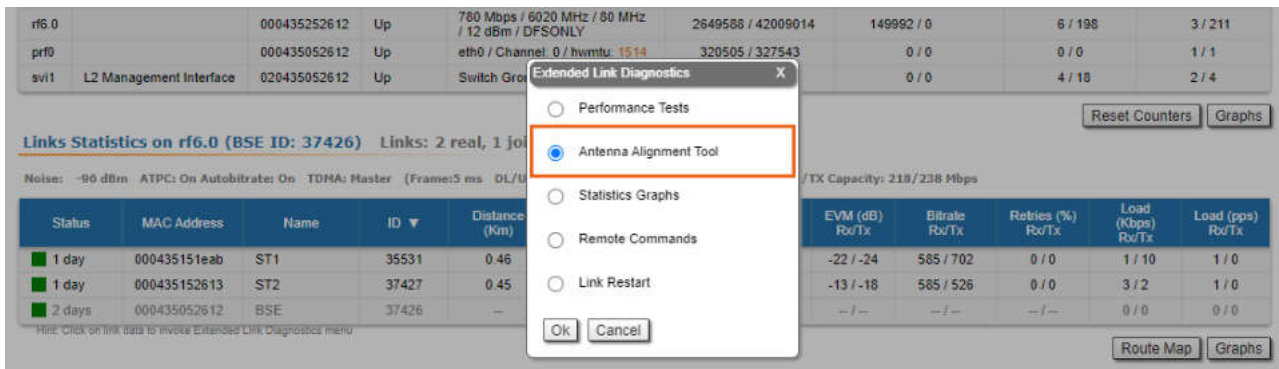 rf6.0 000435252612 Up 780 Mbps / 6020 MHz / 80 MHz / 12 dBm / DFSONLY 2649588 / 42009014 149992 / 0 6 / 198 3 / 211
prf0 000435052612 Up eth0 / Channel: 0 / hwmtu: 1514 320505 / 327543 0 / 0 0 / 0 1 / 1
svi1 L2 Management Interface 020435052612 Up Switch 0 / 0 4 / 18 2 / 4
Extended Link Diagnostics X
Performance Tests
Antenna Alignment Tool
Statistics Graphs
Remote Commands
Link Restart
Ok Cancel
Reset Counters Graphs
Links Statistics on rf6.0 (BSE ID: 37426) Links: 2 real, 1
Noise: -96 dBm ATPC: On Autobitrate: On TDMA: Master (Frame:5 ms /TX Capacity: 218/238 Mbps
Status MAC Address Name ID ▼ Distance (Km) EVM (dB) Rx/Tx Bitrate Rx/Tx Retries (%) Rx/Tx Load (Kbps) Rx/Tx Load (pps) Rx/Tx
1 day 000435151eab ST1 35531 0.46 -22 / -24 585 / 702 0 / 0 1 / 10 1 / 0
1 day 000435152613 ST2 37427 0.45 -13 / -18 585 / 526 0 / 0 3 / 2 1 / 0
2 days 000435052612 BSE 37426 -- -- / -- -- / -- -- / -- 0 / 0 0 / 0
Hint: Click on link data to invoke Extended Link Diagnostics menu
Route Map Graphs